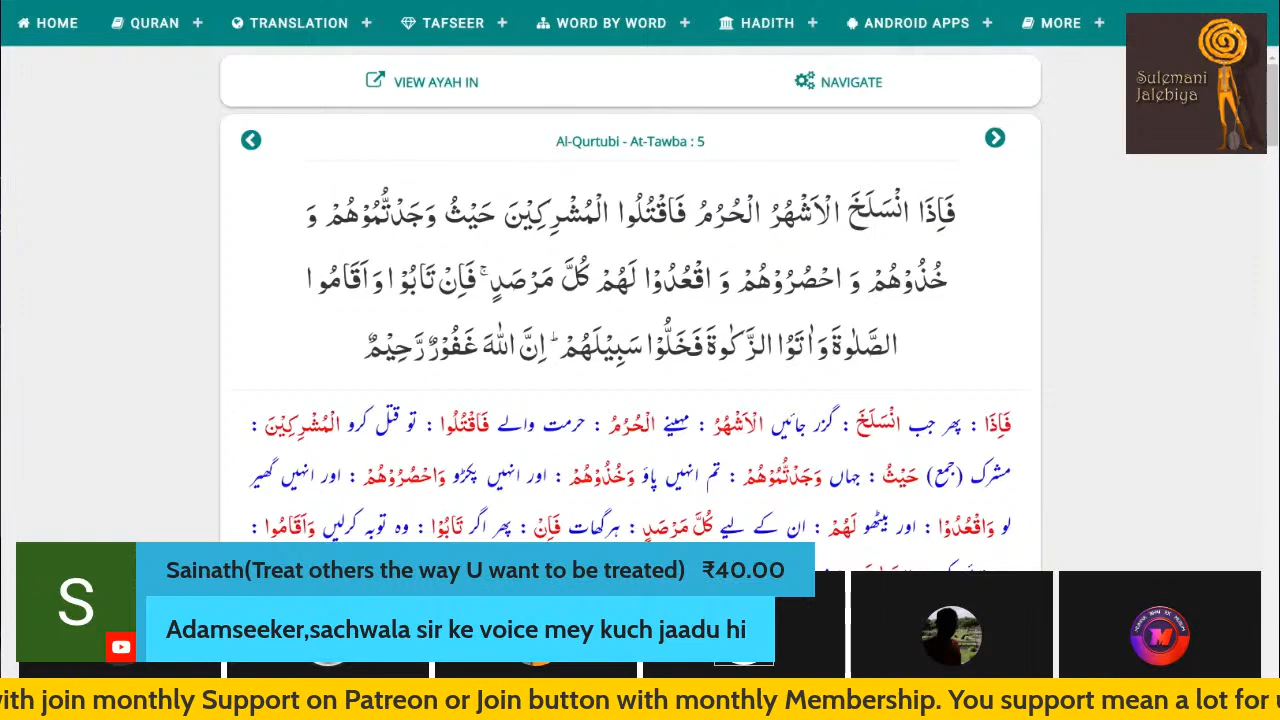 HOME QURAN + TRANSLATION + TAFSEER + WORD BY WORD + HADITH + ANDROID APPS + MORE +
Sulemani
Jalebiya
VIEW AYAH IN NAVIGATE
Al-Qurtubi - At-Tawba : 5
فَاِذَا انْسَلَخَ الْاَشْهُرُ الْحُرُمُ فَاقْتُلُوا الْمُشْرِكِيْنَ حَيْثُ وَجَدْتُّمُوْهُمْ وَ
خُذُوْهُمْ وَ احْصُرُوْهُمْ وَ اقْعُدُوْا لَهُمْ كُلَّ مَرْصَدٍ ۚ فَاِنْ تَابُوْا وَ اَقَامُوا
الصَّلٰوةَ وَ اٰتَوُا الزَّكٰوةَ فَخَلُّوْا سَبِيْلَهُمْ ؕ اِنَّ اللّٰهَ غَفُوْرٌ رَّحِيْمٌ
فَاِذَا : پھر جب انْسَلَخَ : گزر جائیں الْاَشْهُرُ : مہینے الْحُرُمُ : حرمت والے فَاقْتُلُوا : تو قتل کرو الْمُشْرِكِيْنَ :
مشرک (جمع) حَيْثُ : جہاں وَجَدْتُّمُوْهُمْ : تم انہیں پاؤ وَخُذُوْهُمْ : اور انہیں پکڑو وَاحْصُرُوْهُمْ : اور انہیں گھیر
لو وَاقْعُدُوْا : اور بیٹھو لَهُمْ : ان کے لیے كُلَّ مَرْصَدٍ : ہرگھات فَاِنْ : پھر اگر تَابُوْا : وہ توبہ کرلیں وَاَقَامُوا :
S
Sainath(Treat others the way U want to be treated) ₹40.00
Adamseeker,sachwala sir ke voice mey kuch jaadu hi
M
with join monthly Support on Patreon or Join button with monthly Membership. You support mean a lot for u